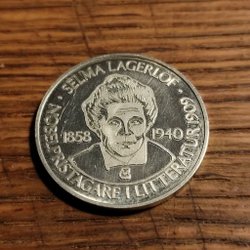 SELMA LAGERLÖF
NOBELPRISTAGARE I LITTERATUR 1909
1858
1940